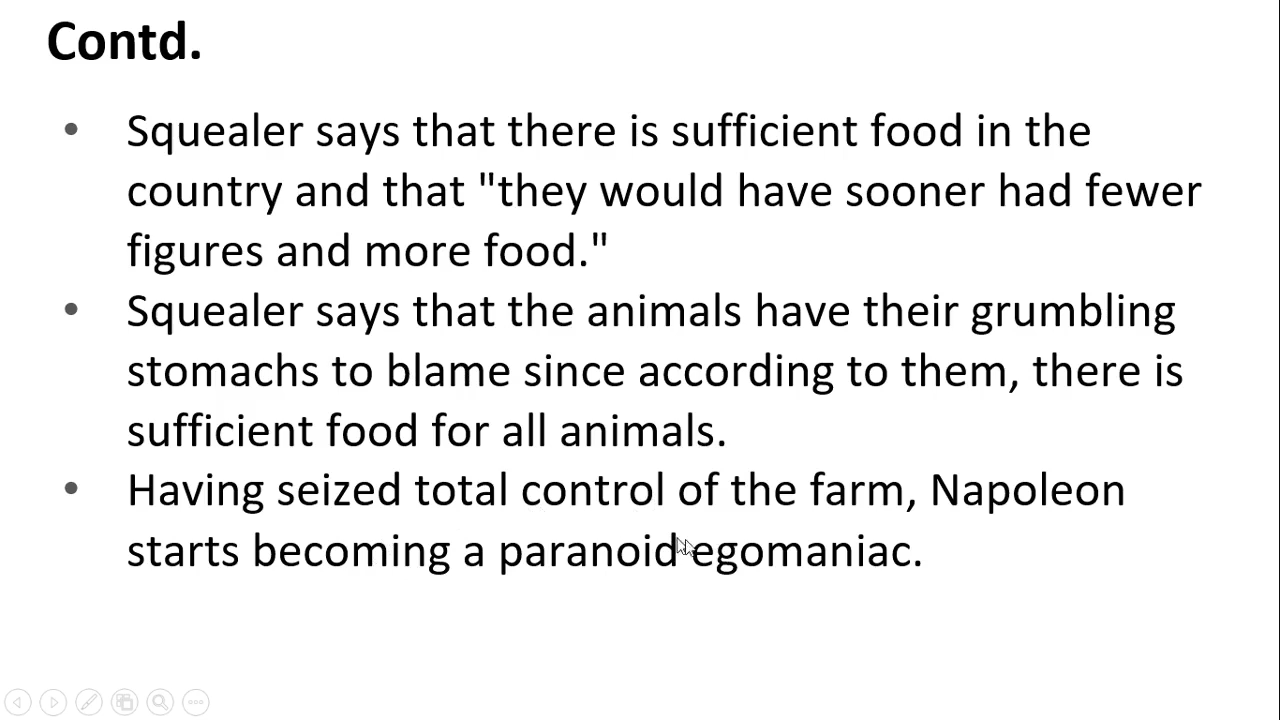 Contd.
• Squealer says that there is sufficient food in the
country and that "they would have sooner had fewer
figures and more food."
• Squealer says that the animals have their grumbling
stomachs to blame since according to them, there is
sufficient food for all animals.
• Having seized total control of the farm, Napoleon
starts becoming a paranoid egomaniac.